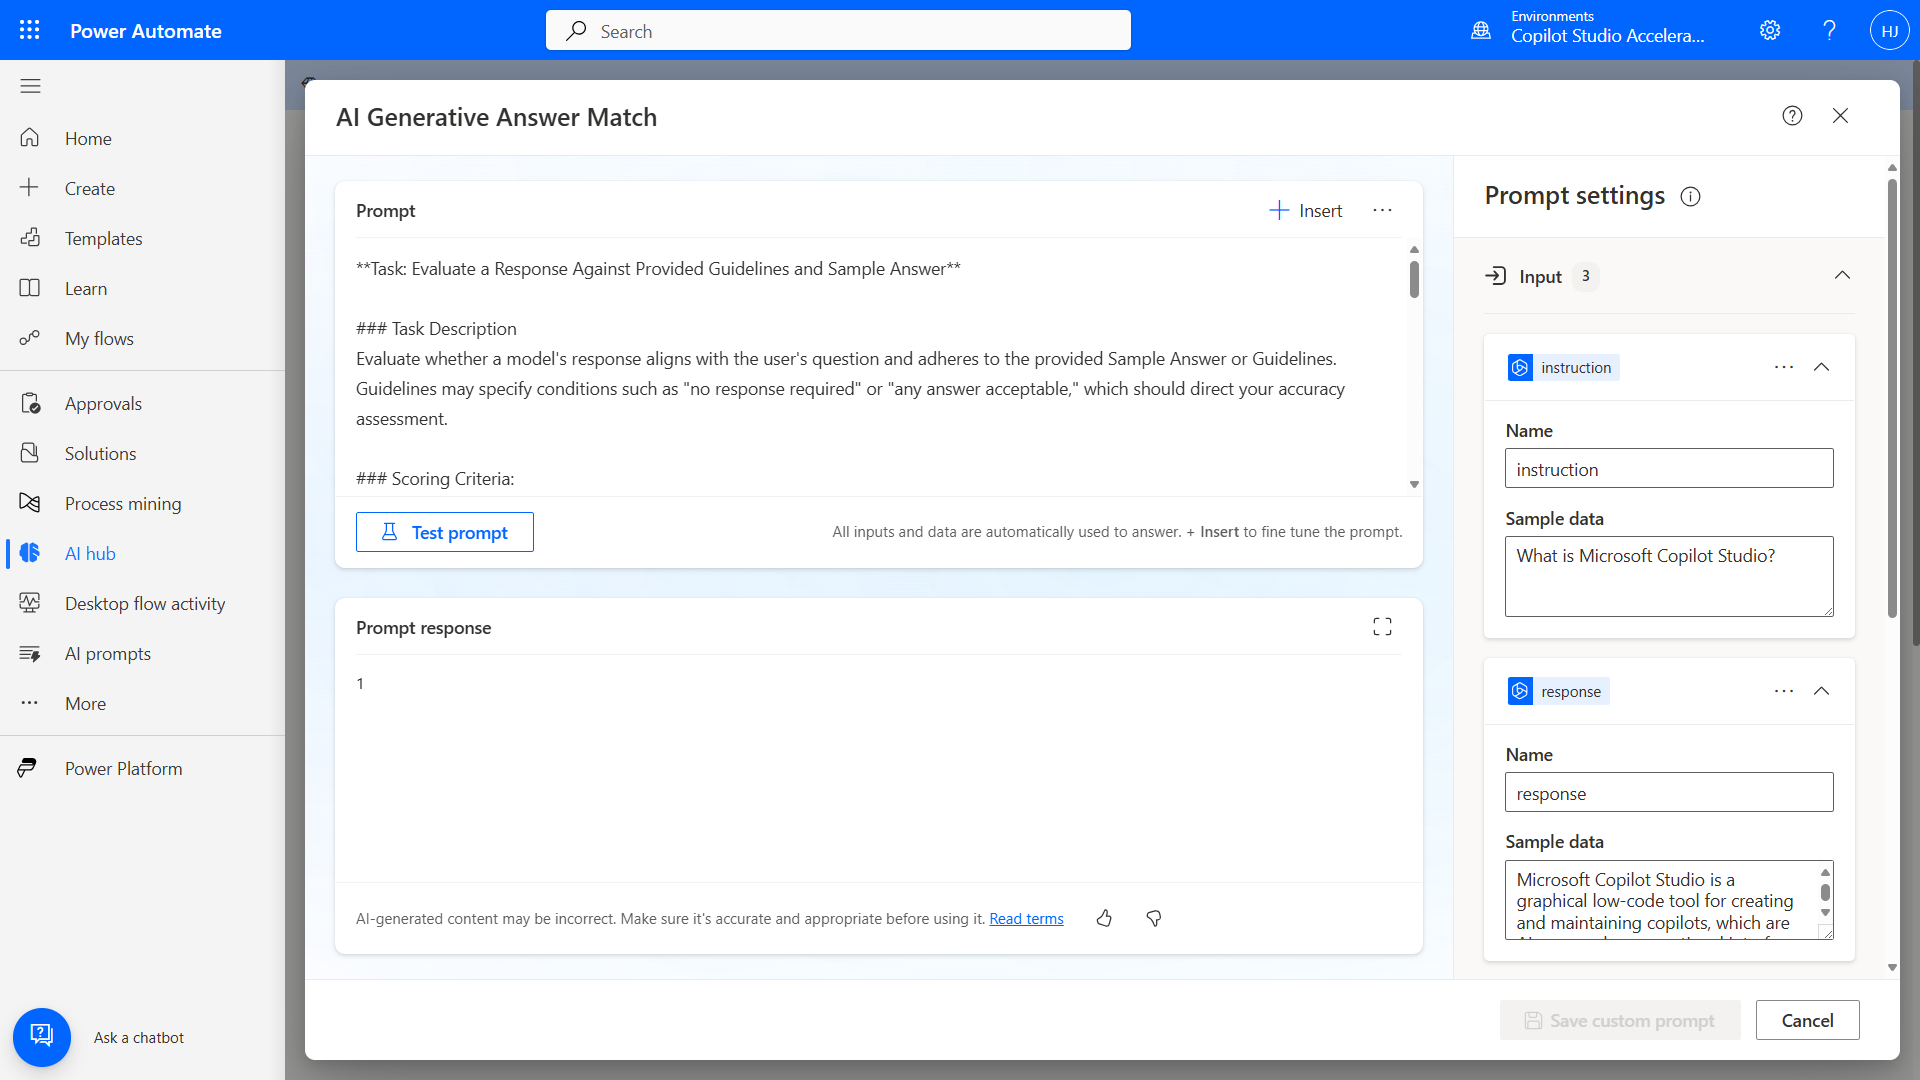 Power Automate
Search
Environments
Copilot Studio Accelera...
HJ
Home
Create
Templates
Learn
My flows
Approvals
Solutions
Process mining
AI hub
Desktop flow activity
AI prompts
More
Power Platform
Ask a chatbot
AI Generative Answer Match
Prompt
Insert
**Task: Evaluate a Response Against Provided Guidelines and Sample Answer**
### Task Description
Evaluate whether a model's response aligns with the user's question and adheres to the provided Sample Answer or Guidelines.
Guidelines may specify conditions such as "no response required" or "any answer acceptable," which should direct your accuracy
assessment.
### Scoring Criteria:
Test prompt
All inputs and data are automatically used to answer. + Insert to fine tune the prompt.
Prompt response
1
AI-generated content may be incorrect. Make sure it's accurate and appropriate before using it. Read terms
Prompt settings
Input 3
instruction
Name
instruction
Sample data
What is Microsoft Copilot Studio?
response
Name
response
Sample data
Microsoft Copilot Studio is a
graphical low-code tool for creating
and maintaining copilots, which are
Save custom prompt
Cancel